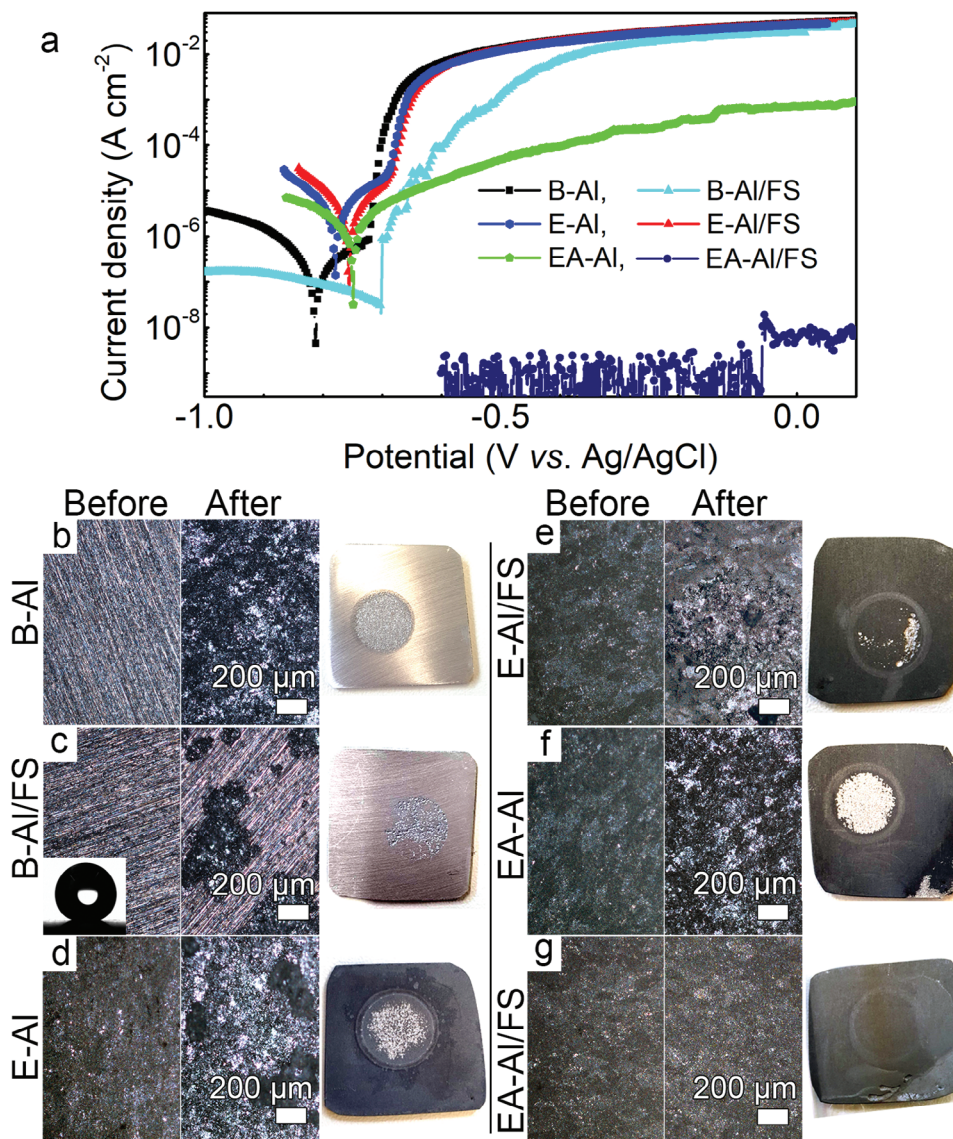 a
Current density (A cm⁻²)
10⁻²
10⁻⁴
10⁻⁶
10⁻⁸
B-Al,
B-Al/FS
E-Al,
E-Al/FS
EA-Al,
EA-Al/FS
-1.0
-0.5
0.0
Potential (V vs. Ag/AgCl)
Before
After
b
B-Al
200 µm
c
B-Al/FS
200 µm
d
E-Al
200 µm
Before
After
e
E-Al/FS
200 µm
f
EA-Al
200 µm
g
EA-Al/FS
200 µm